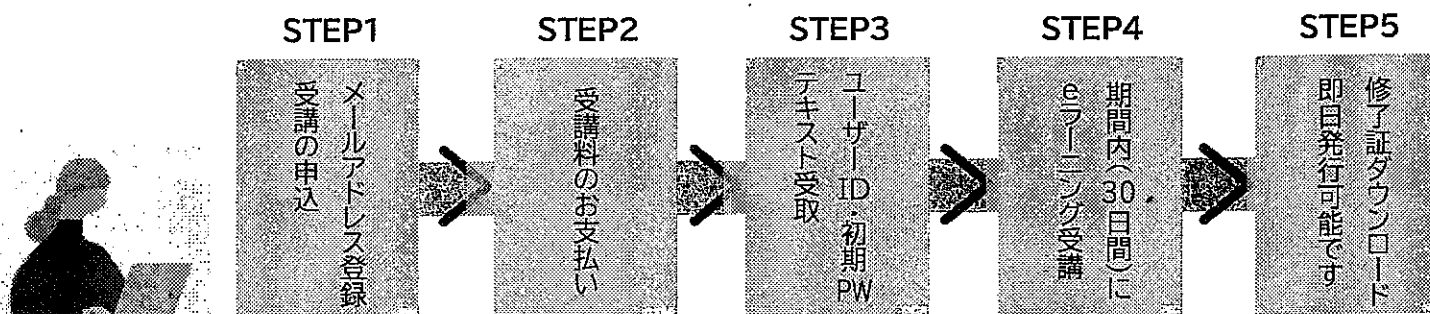 STEP1
メールアドレス登録
受講の申込
STEP2
受講料のお支払い
STEP3
ユーザーID・初期PW
テキスト受取
STEP4
期間内(30日間)に
eラーニング受講
STEP5
修了証ダウンロード
即日発行可能です